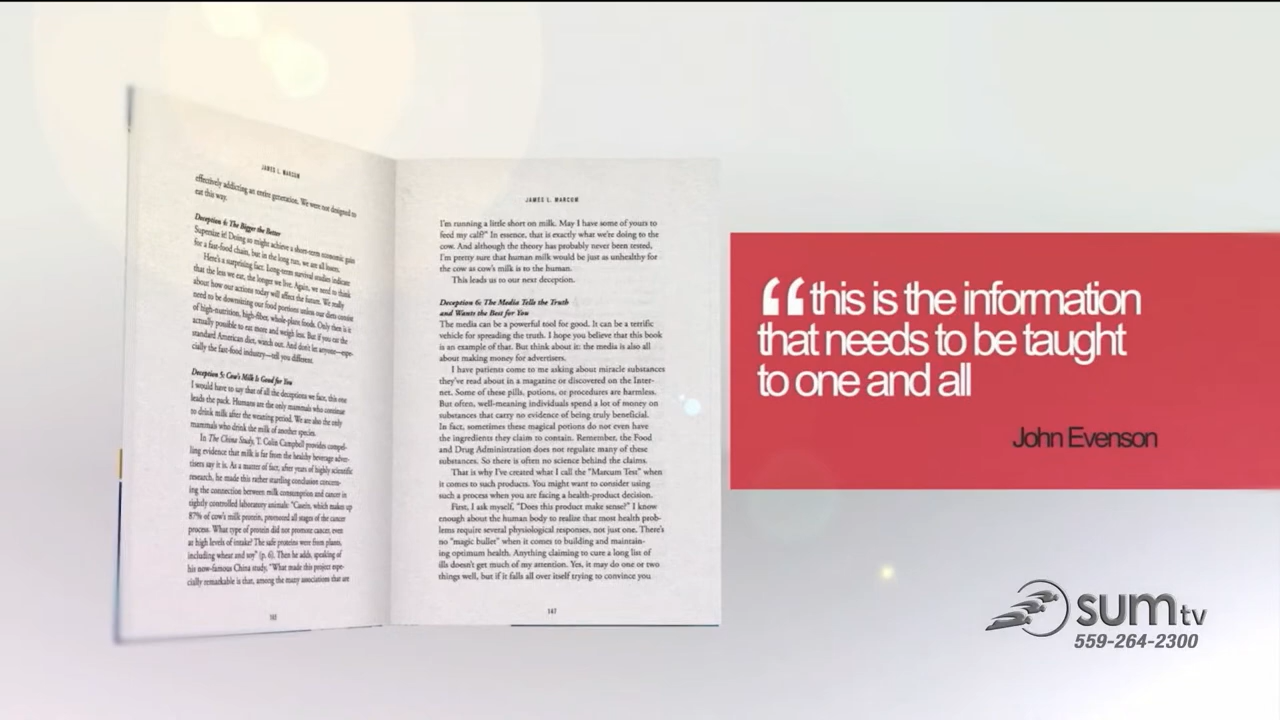 JAMES L. MARCUM
effectively addicting an entire generation. We were not designed to
eat this way.
Deception 4: The Bigger the Better
Supersize it! Doing so might achieve a short-term economic gain
for a fast-food chain, but in the long run, we are all losers.
Here's a surprising fact. Long-term survival studies indicate
that the less we eat, the longer we live. Again, we need to think
about how our actions today will affect the future. We really
need to be downsizing our food portions unless our diets consist
of high-nutrition, high-fiber, whole-plant foods. Only then is it
actually possible to eat more and weigh less. But if you eat the
standard American diet, watch out. And don't let anyone—espe-
cially the fast-food industry—tell you different.
Deception 5: Cow's Milk Is Good for You
I would have to say that of all the deceptions we face, this one
leads the pack. Humans are the only mammals who continue
to drink milk after the weaning period. We are also the only
mammals who drink the milk of another species.
In The China Study, T. Colin Campbell provides compel-
ling evidence that milk is far from the healthy beverage adver-
tisers say it is. As a matter of fact, after years of highly scientific
research, he made this rather startling conclusion concern-
ing the connection between milk consumption and cancer in
tightly controlled laboratory animals: "Casein, which makes up
87% of cow's milk protein, promoted all stages of the cancer
process. What type of protein did not promote cancer, even
at high levels of intake? The safe proteins were from plants,
including wheat and soy" (p. 6). Then he adds, speaking of
his now-famous China study, "What made this project espe-
cially remarkable is that, among the many associations that are
JAMES L. MARCUM
I'm running a little short on milk. May I have some of yours to
feed my calf?" In essence, that is exactly what we're doing to the
cow. And although the theory has probably never been tested,
I'm pretty sure that human milk would be just as unhealthy for
the cow as cow's milk is to the human.
This leads us to our next deception.
Deception 6: The Media Tells the Truth
and Wants the Best for You
The media can be a powerful tool for good. It can be a terrific
vehicle for spreading the truth. I hope you believe that this book
is an example of that. But think about it: the media is also all
about making money for advertisers.
I have patients come to me asking about miracle substances
they've read about in a magazine or discovered on the Inter-
net. Some of these pills, potions, or procedures are harmless.
But often, well-meaning individuals spend a lot of money on
substances that carry no evidence of being truly beneficial.
In fact, sometimes these magical potions do not even have
the ingredients they claim to contain. Remember, the Food
and Drug Administration does not regulate many of these
substances. So there is often no science behind the claims.
That is why I've created what I call the "Marcum Test" when
it comes to such products. You might want to consider using
such a process when you are facing a health-product decision.
First, I ask myself, "Does this product make sense?" I know
enough about the human body to realize that most health prob-
lems require several physiological responses, not just one. There's
no "magic bullet" when it comes to building and maintain-
ing optimum health. Anything claiming to cure a long list of
ills doesn't get much of my attention. Yes, it may do one or two
things well, but if it falls all over itself trying to convince you
147
“this is the information
that needs to be taught
to one and all
John Evenson
sumtv
559-264-2300